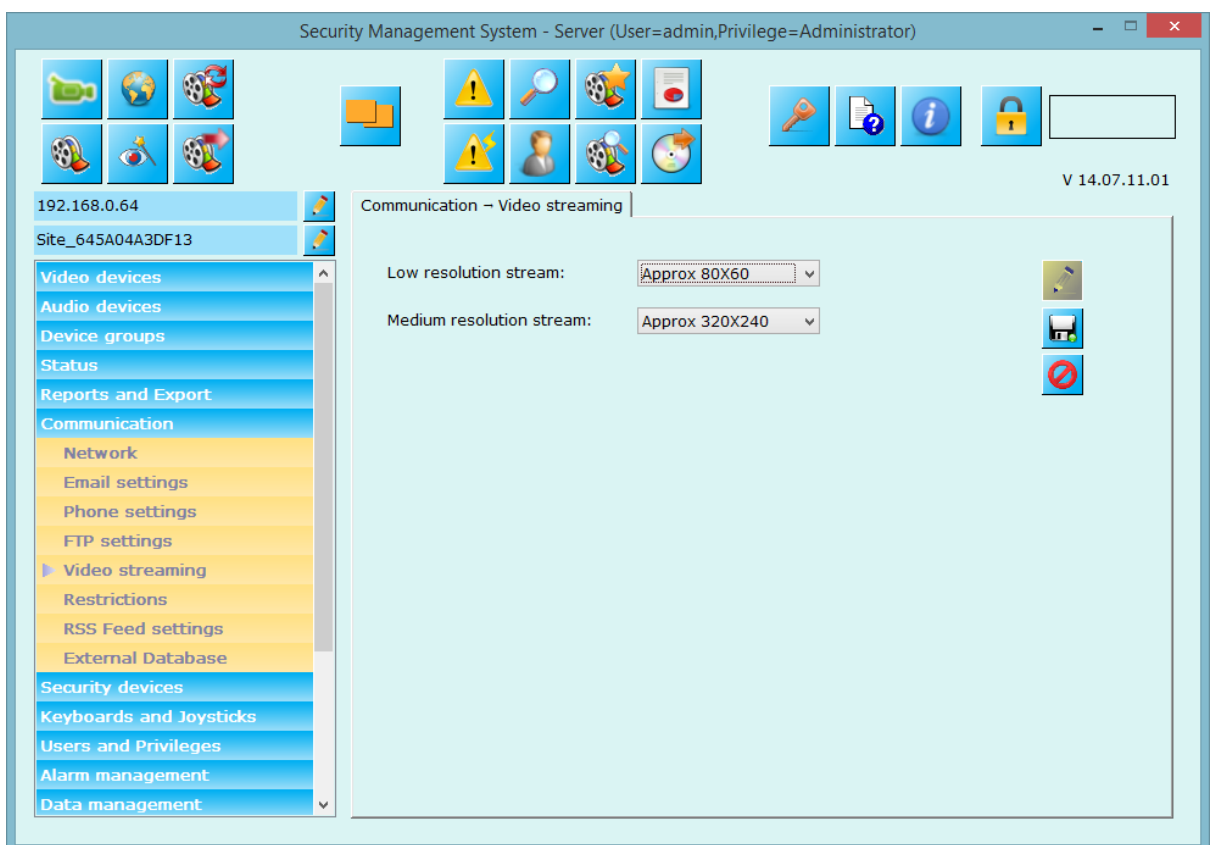 Security Management System - Server (User=admin,Privilege=Administrator)
V 14.07.11.01
192.168.0.64
Site_645A04A3DF13
Video devices
Audio devices
Device groups
Status
Reports and Export
Communication
Network
Email settings
Phone settings
FTP settings
Video streaming
Restrictions
RSS Feed settings
External Database
Security devices
Keyboards and Joysticks
Users and Privileges
Alarm management
Data management
Communication – Video streaming
Low resolution stream: Approx 80X60
Medium resolution stream: Approx 320X240